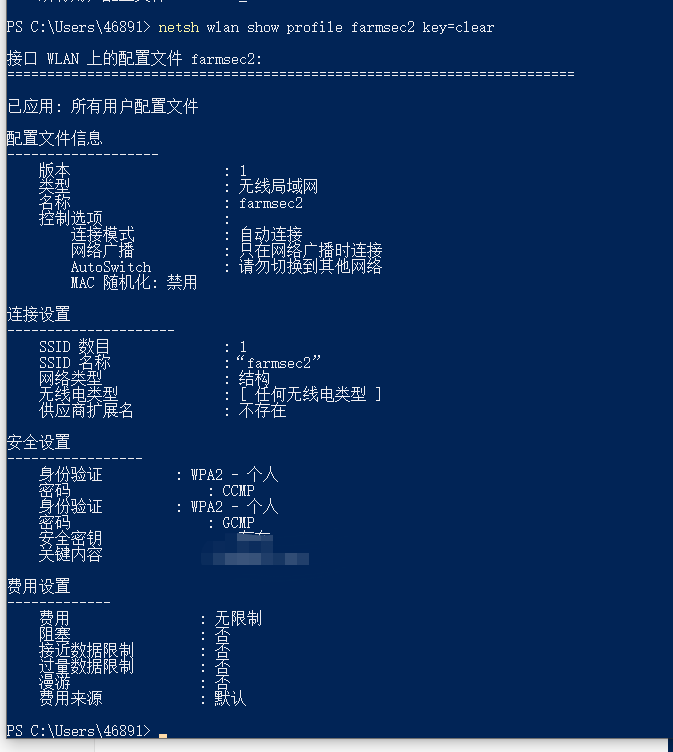 PS C:\Users\46891> netsh wlan show profile farmsec2 key=clear
接口 WLAN 上的配置文件 farmsec2:
=======================================================================
已应用: 所有用户配置文件
配置文件信息
-------------------
版本 : 1
类型 : 无线局域网
名称 : farmsec2
控制选项 :
连接模式 : 自动连接
网络广播 : 只在网络广播时连接
AutoSwitch : 请勿切换到其他网络
MAC 随机化: 禁用
连接设置
---------------------
SSID 数目 : 1
SSID 名称 :“farmsec2”
网络类型 : 结构
无线电类型 : [ 任何无线电类型 ]
供应商扩展名 : 不存在
安全设置
-----------------
身份验证 : WPA2 - 个人
密码 : CCMP
身份验证 : WPA2 - 个人
密码 : GCMP
安全密钥
关键内容
费用设置
-------------
费用 : 无限制
阻塞 : 否
接近数据限制 : 否
过量数据限制 : 否
漫游 : 否
费用来源 : 默认
PS C:\Users\46891>